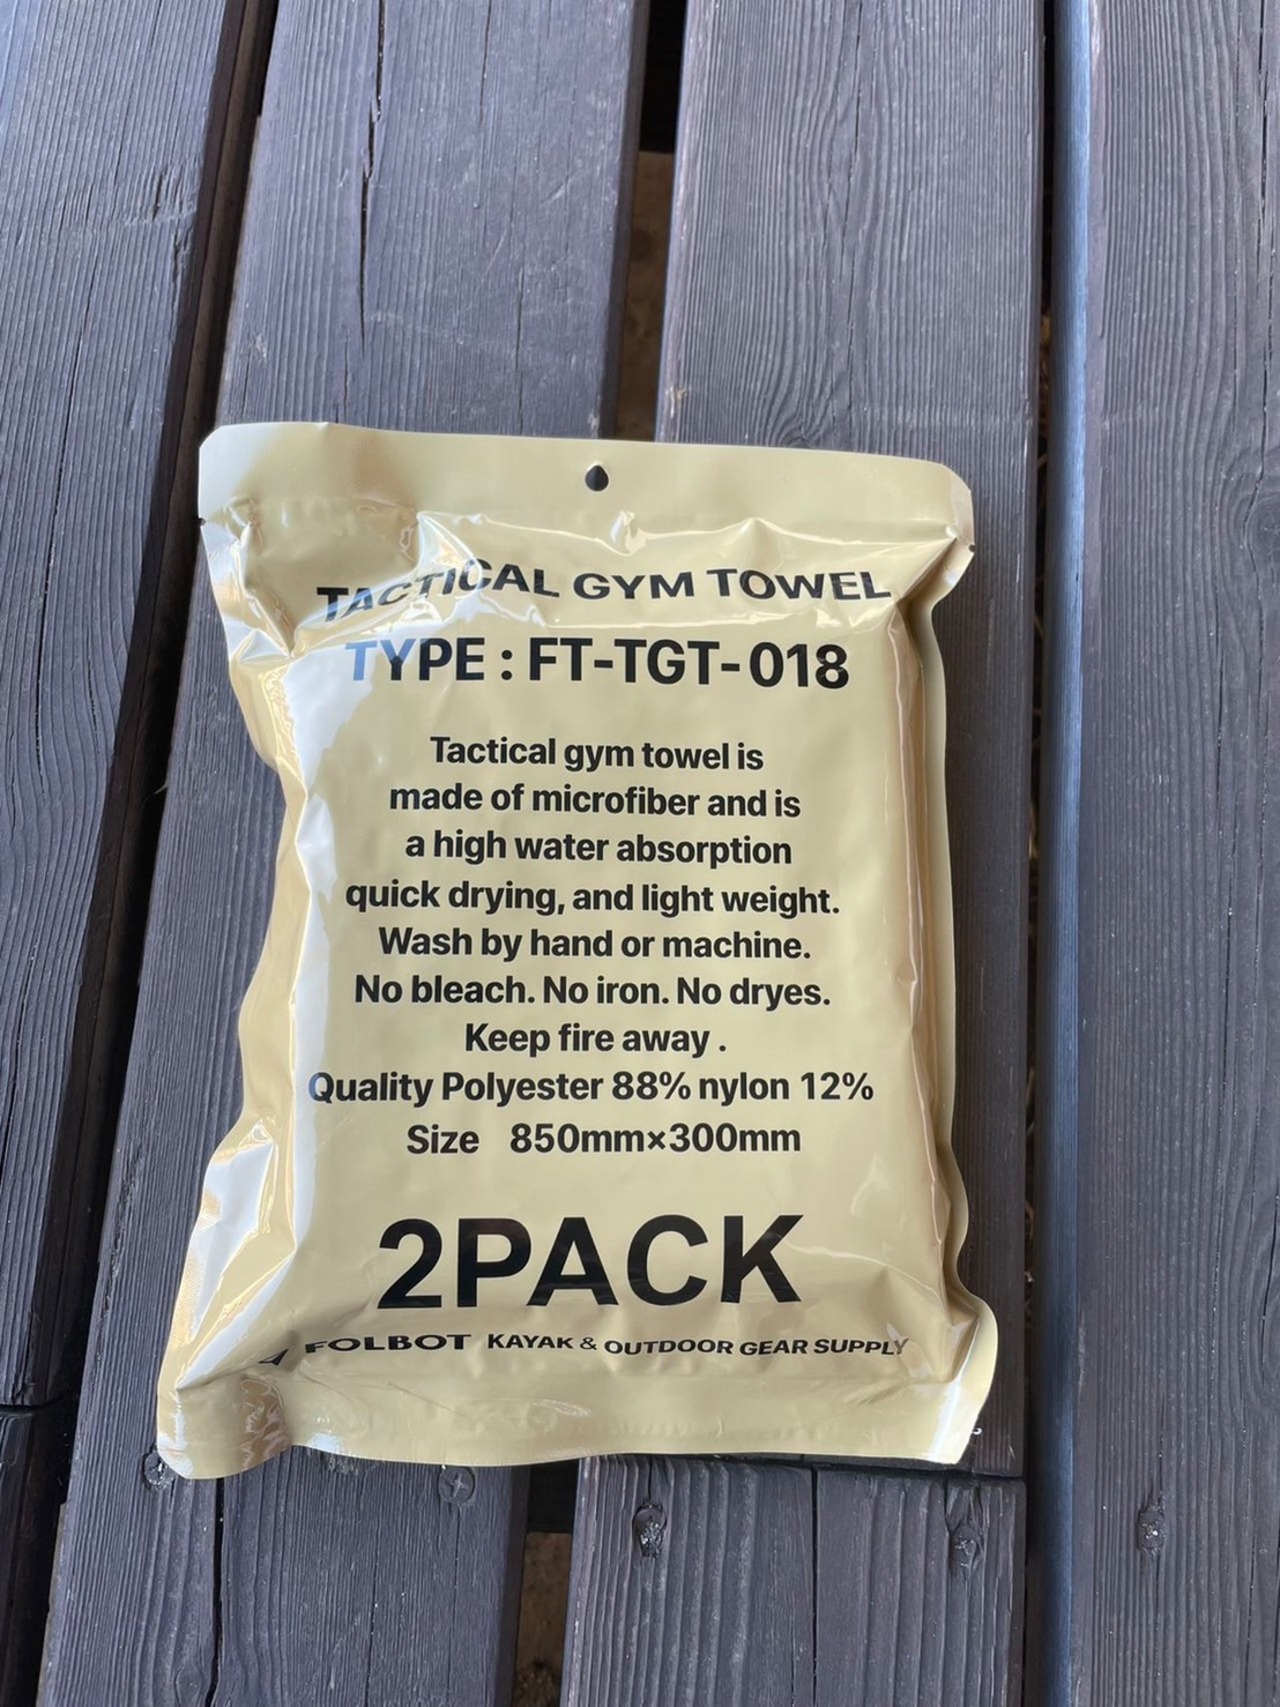 TACTICAL GYM TOWEL
TYPE : FT-TGT-018
Tactical gym towel is
made of microfiber and is
a high water absorption
quick drying, and light weight.
Wash by hand or machine.
No bleach. No iron. No dryes.
Keep fire away .
Quality Polyester 88% nylon 12%
Size 850mm×300mm
2PACK
FOLBOT KAYAK & OUTDOOR GEAR SUPPLY